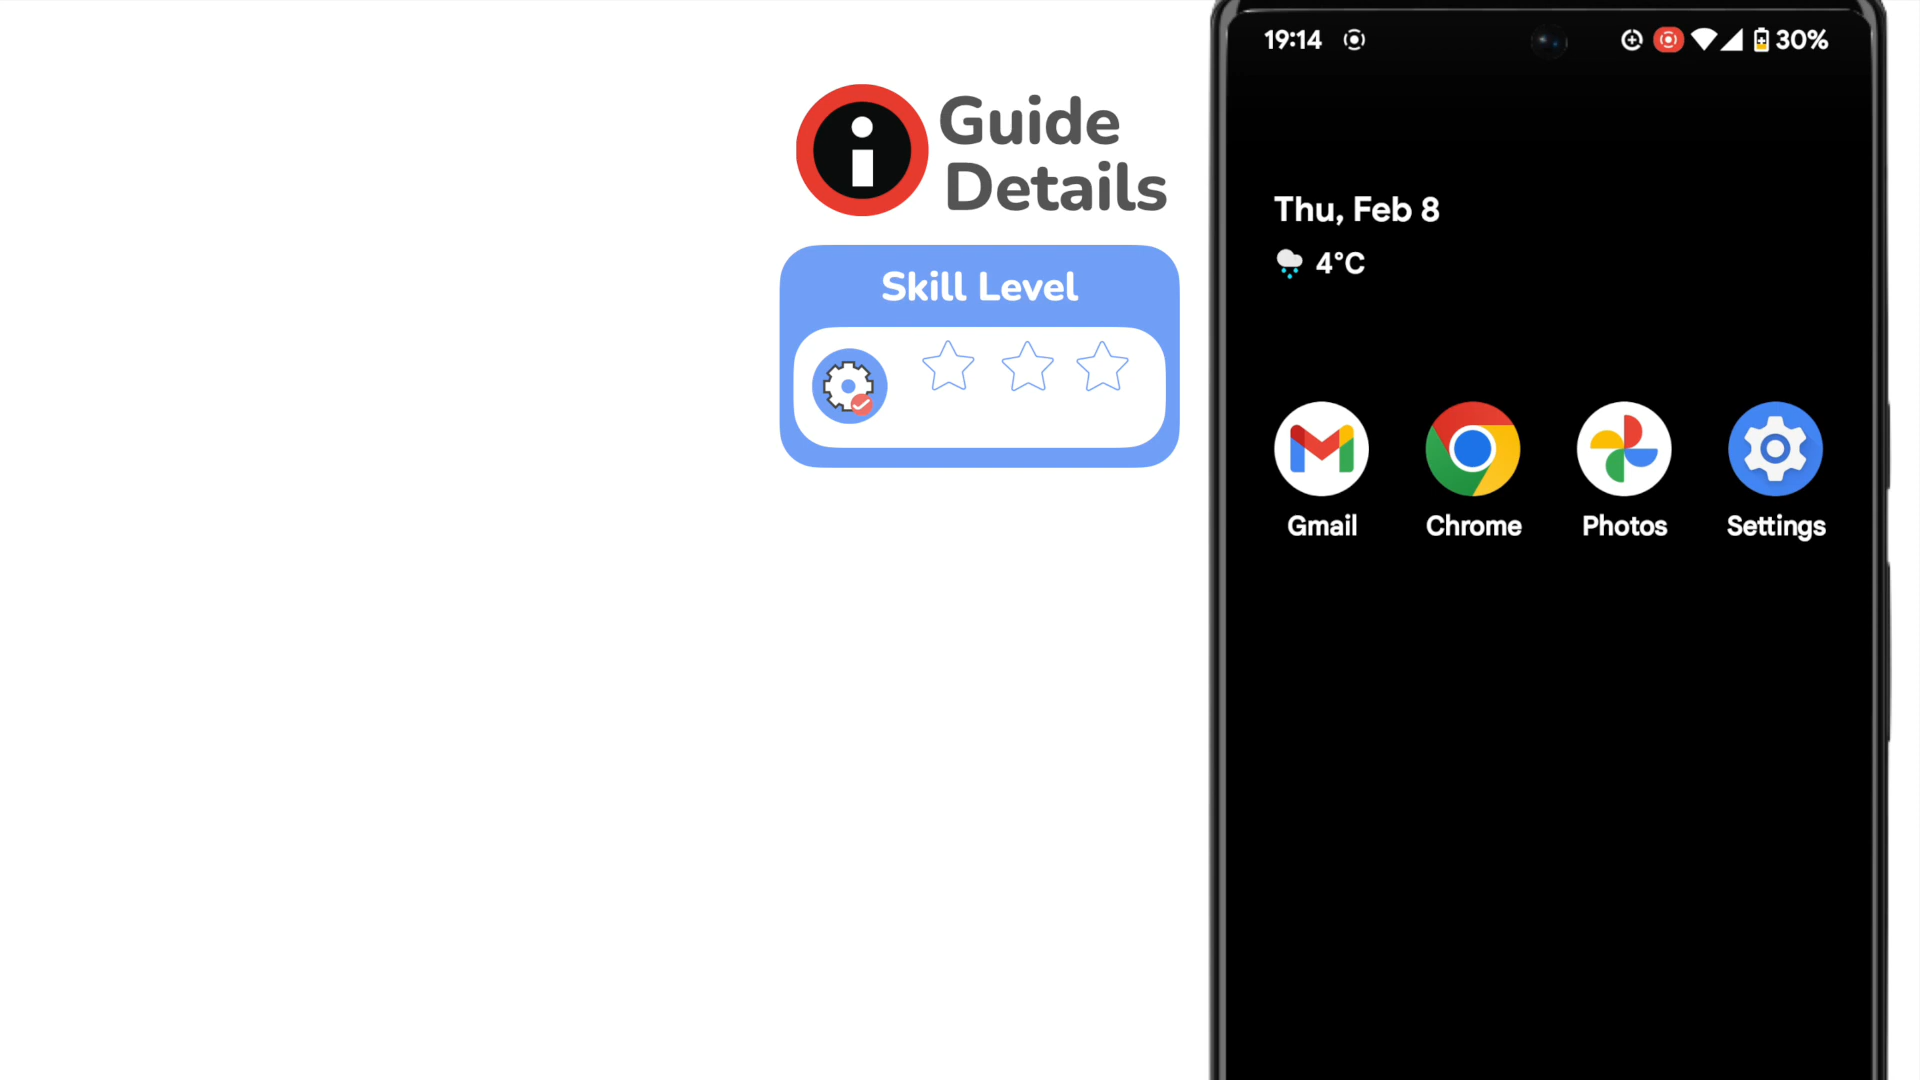 Guide
Details
Skill Level
19:14
30%
Thu, Feb 8
4°C
Gmail
Chrome
Photos
Settings